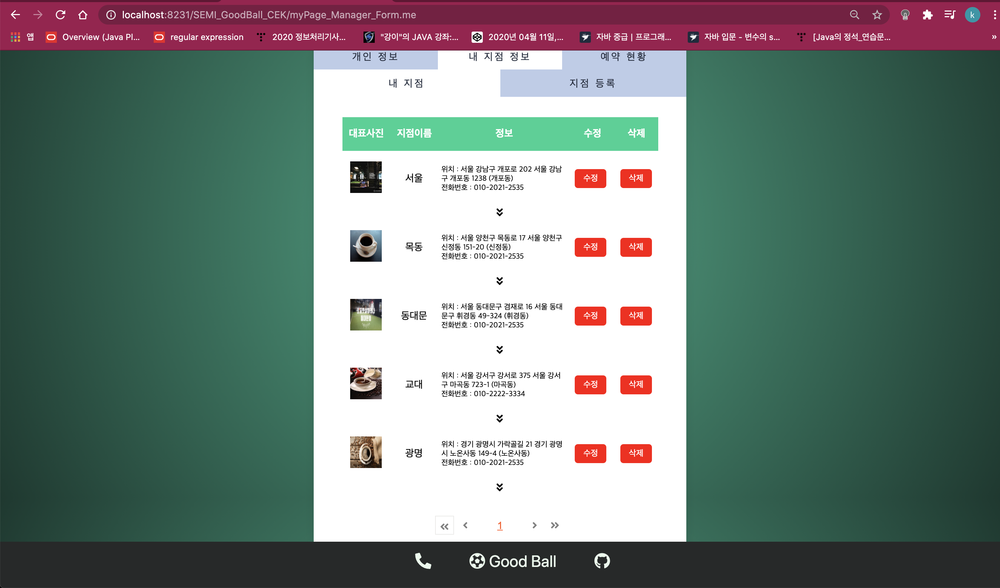 localhost:8231/SEMI_GoodBall_CEK/myPage_Manager_Form.me
k
앱
Overview (Java Pl...
regular expression
2020 정보처리기사...
"강이"의 JAVA 강좌:...
2020년 04월 11일,...
자바 중급 | 프로그래...
자바 입문 - 변수의 s...
[Java의 정석_연습문...
»
개인 정보
내 지점 정보
예약 현황
내 지점
지점 등록
대표사진 지점이름 정보 수정 삭제
서울
위치 : 서울 강남구 개포로 202 서울 강남
구 개포동 1238 (개포동)
전화번호 : 010-2021-2535
수정
삭제
목동
위치 : 서울 양천구 목동로 17 서울 양천구
신정동 151-20 (신정동)
전화번호 : 010-2021-2535
수정
삭제
동대문점
동대문
위치 : 서울 동대문구 겸재로 16 서울 동대
문구 휘경동 49-324 (휘경동)
전화번호 : 010-2021-2535
수정
삭제
교대
위치 : 서울 강서구 강서로 375 서울 강서
구 마곡동 723-1 (마곡동)
전화번호 : 010-2222-3334
수정
삭제
광명
위치 : 경기 광명시 가락골길 21 경기 광명
시 노온사동 149-4 (노온사동)
전화번호 : 010-2021-2535
수정
삭제
1
Good Ball